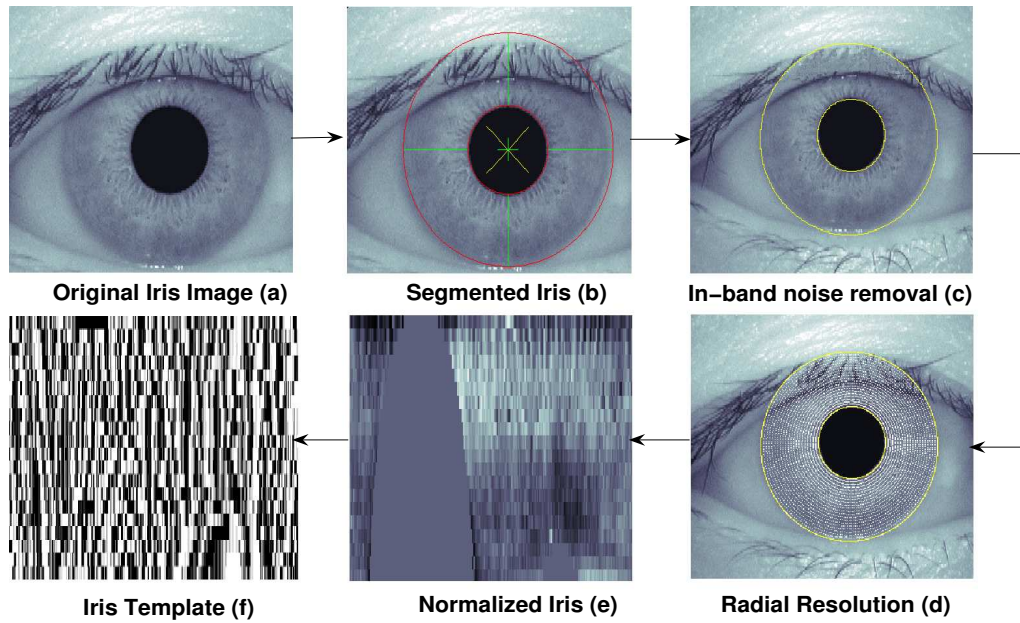 Original Iris Image (a)
Segmented Iris (b)
In−band noise removal (c)
Iris Template (f)
Normalized Iris (e)
Radial Resolution (d)